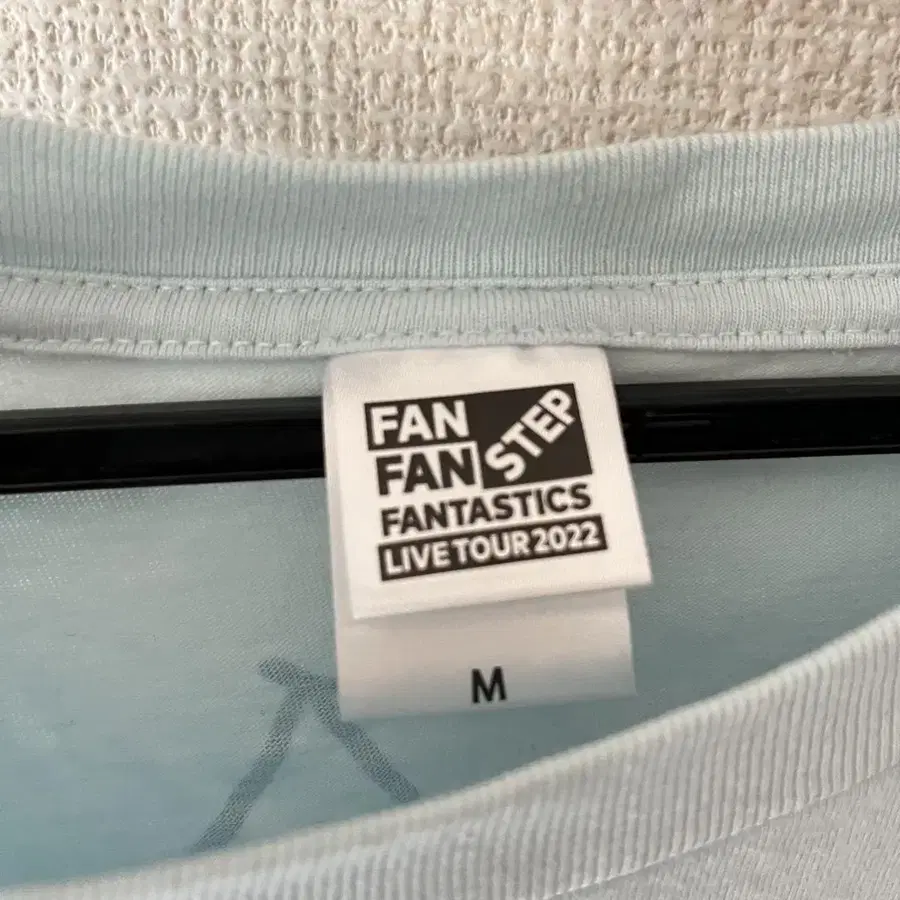 FAN
FAN STEP
FANTASTICS
LIVE TOUR 2022
M